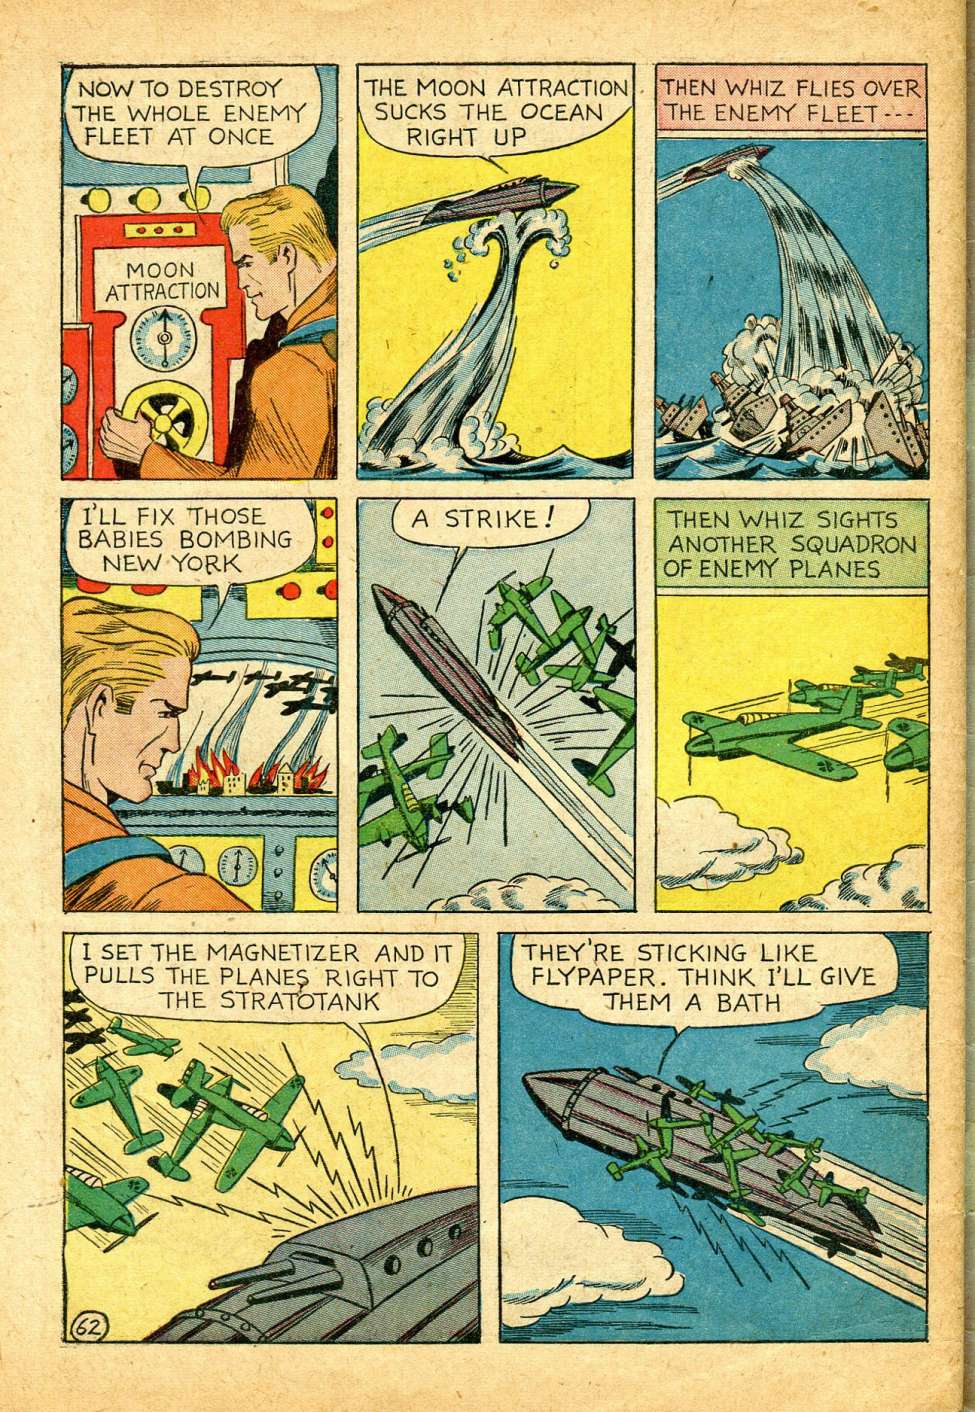 NOW TO DESTROY
THE WHOLE ENEMY
FLEET AT ONCE
MOON
ATTRACTION
THE MOON ATTRACTION
SUCKS THE OCEAN
RIGHT UP
THEN WHIZ FLIES OVER
THE ENEMY FLEET---
I'LL FIX THOSE
BABIES BOMBING
NEW YORK
A STRIKE!
THEN WHIZ SIGHTS
ANOTHER SQUADRON
OF ENEMY PLANES
I SET THE MAGNETIZER AND IT
PULLS THE PLANES RIGHT TO
THE STRATOTANK
62
THEY'RE STICKING LIKE
FLYPAPER. THINK I'LL GIVE
THEM A BATH